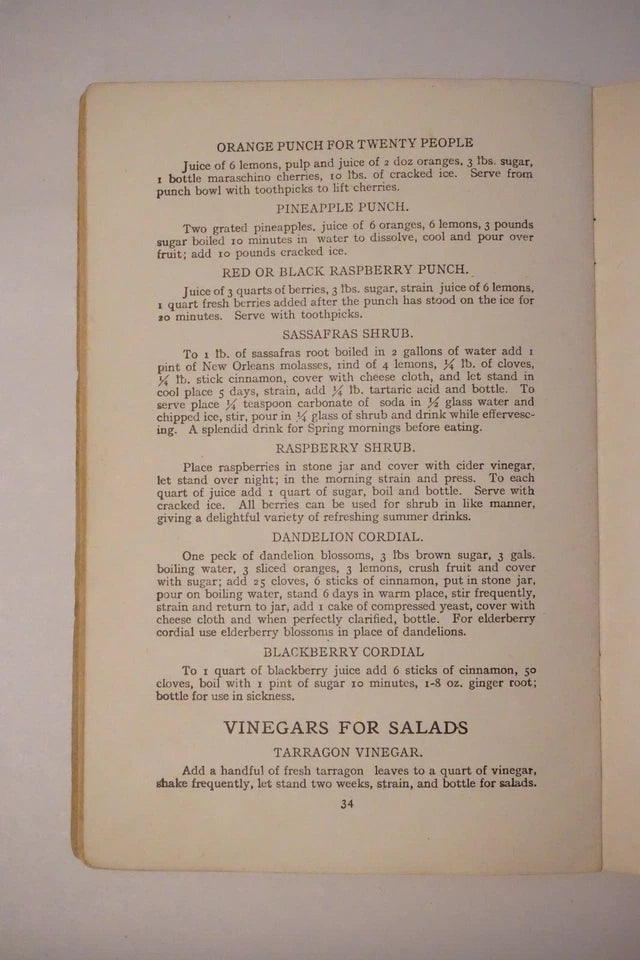 ORANGE PUNCH FOR TWENTY PEOPLE
Juice of 6 lemons, pulp and juice of 2 doz oranges, 3 lbs. sugar,
1 bottle maraschino cherries, 10 lbs. of cracked ice. Serve from
punch bowl with toothpicks to lift cherries.
PINEAPPLE PUNCH.
Two grated pineapples, juice of 6 oranges, 6 lemons, 3 pounds
sugar boiled 10 minutes in water to dissolve, cool and pour over
fruit; add 10 pounds cracked ice.
RED OR BLACK RASPBERRY PUNCH.
Juice of 3 quarts of berries, 3 lbs. sugar, strain juice of 6 lemons,
1 quart fresh berries added after the punch has stood on the ice for
20 minutes. Serve with toothpicks.
SASSAFRAS SHRUB.
To 1 lb. of sassafras root boiled in 2 gallons of water add 1
pint of New Orleans molasses, rind of 4 lemons, ¼ lb. of cloves,
¼ lb. stick cinnamon, cover with cheese cloth, and let stand in
cool place 5 days, strain, add ¼ lb. tartaric acid and bottle. To
serve place ¼ teaspoon carbonate of soda in ½ glass water and
chipped ice, stir, pour in ¼ glass of shrub and drink while effervesc-
ing. A splendid drink for Spring mornings before eating.
RASPBERRY SHRUB.
Place raspberries in stone jar and cover with cider vinegar,
let stand over night; in the morning strain and press. To each
quart of juice add 1 quart of sugar, boil and bottle. Serve with
cracked ice. All berries can be used for shrub in like manner,
giving a delightful variety of refreshing summer drinks.
DANDELION CORDIAL.
One peck of dandelion blossoms, 3 lbs brown sugar, 3 gals.
boiling water, 3 sliced oranges, 3 lemons, crush fruit and cover
with sugar; add 25 cloves, 6 sticks of cinnamon, put in stone jar,
pour on boiling water, stand 6 days in warm place, stir frequently,
strain and return to jar, add 1 cake of compressed yeast, cover with
cheese cloth and when perfectly clarified, bottle. For elderberry
cordial use elderberry blossoms in place of dandelions.
BLACKBERRY CORDIAL
To 1 quart of blackberry juice add 6 sticks of cinnamon, 50
cloves, boil with 1 pint of sugar 10 minutes, 1-8 oz. ginger root;
bottle for use in sickness.
VINEGARS FOR SALADS
TARRAGON VINEGAR.
Add a handful of fresh tarragon leaves to a quart of vinegar,
shake frequently, let stand two weeks, strain, and bottle for salads.
34